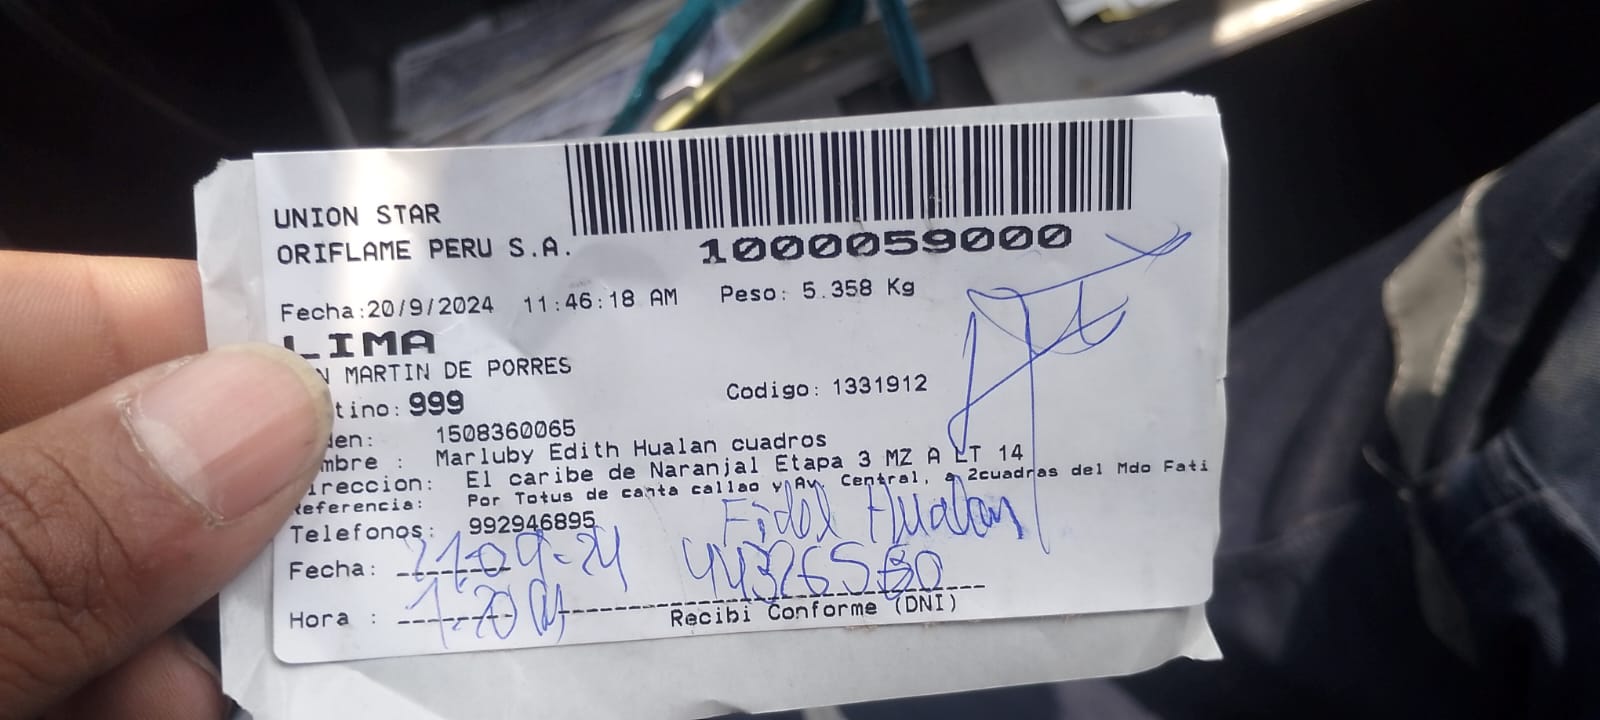 UNION STAR
ORIFLAME PERU S.A.
1000059000
Fecha:20/9/2024 11:46:18 AM Peso: 5.358 Kg
LIMA
N MARTIN DE PORRES
tino: 999 Codigo: 1331912
den: 1508360065
mbre : Marluby Edith Hualan cuadros
ireccion: El caribe de Naranjal Etapa 3 MZ A LT 14
Referencia: Por Totus de canta callao y Av. Central, a 2cuadras del Mdo Fati
Telefonos: 992946895
Fidel Hualan
Fecha: 21-09-24
Hora :
Recibi Conforme (DNI)